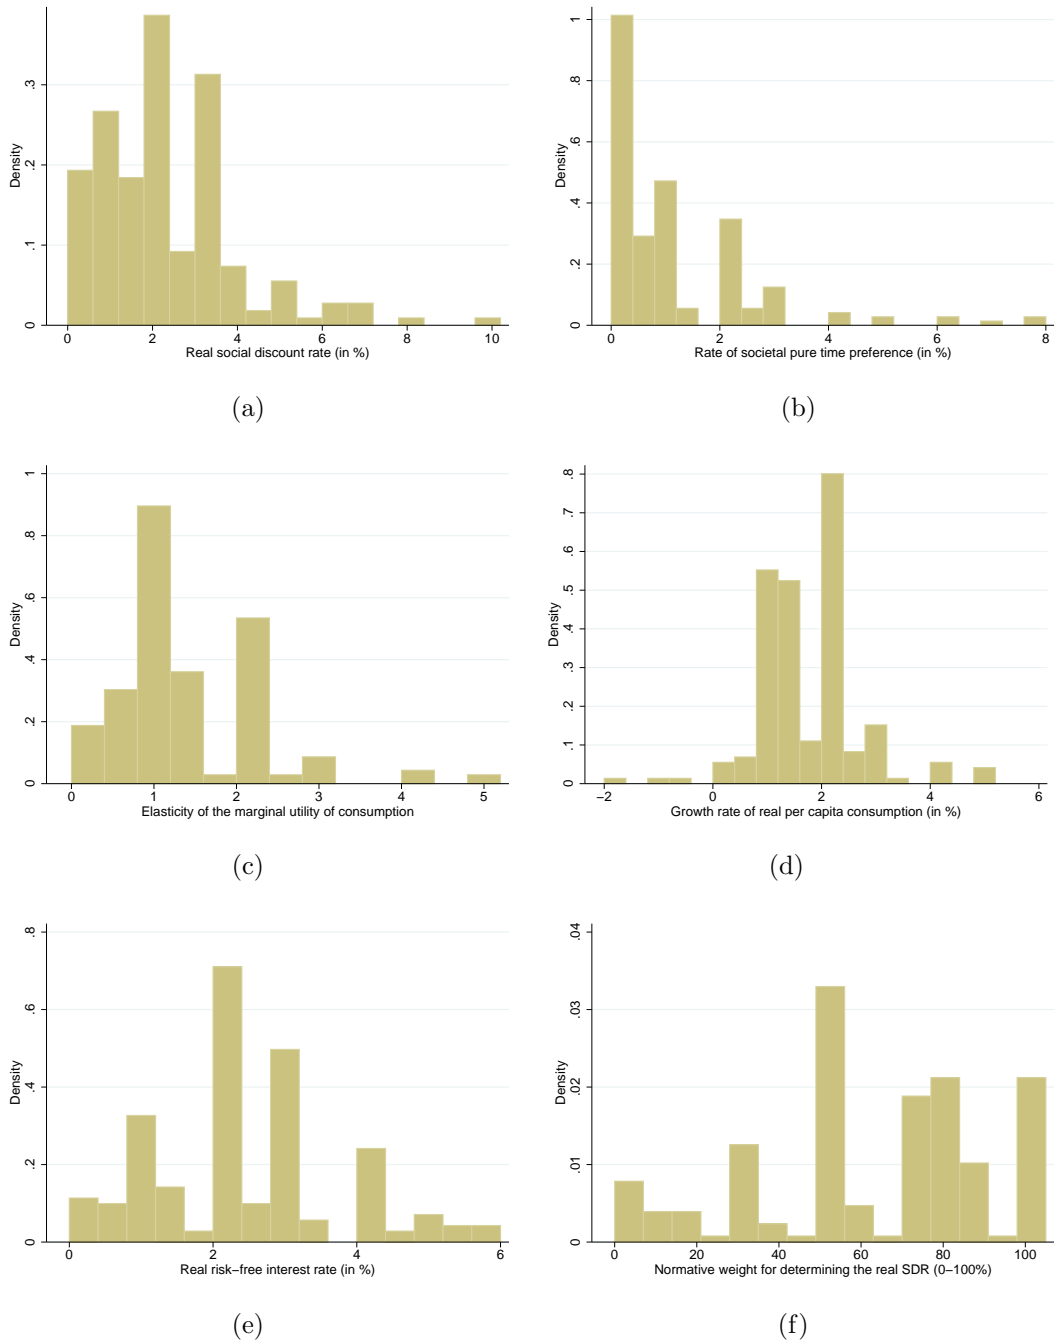 Density
.3
.2
.1
0
0 2 4 6 8 10
Real social discount rate (in %)
(a)
Density
1
.8
.6
.4
.2
0
0 2 4 6 8
Rate of societal pure time preference (in %)
(b)
Density
1
.8
.6
.4
.2
0
0 1 2 3 4 5
Elasticity of the marginal utility of consumption
(c)
Density
.8
.7
.6
.5
.4
.3
.2
.1
0
−2 0 2 4 6
Growth rate of real per capita consumption (in %)
(d)
Density
.8
.6
.4
.2
0
0 2 4 6
Real risk−free interest rate (in %)
(e)
Density
.04
.03
.02
.01
0
0 20 40 60 80 100
Normative weight for determining the real SDR (0−100%)
(f)